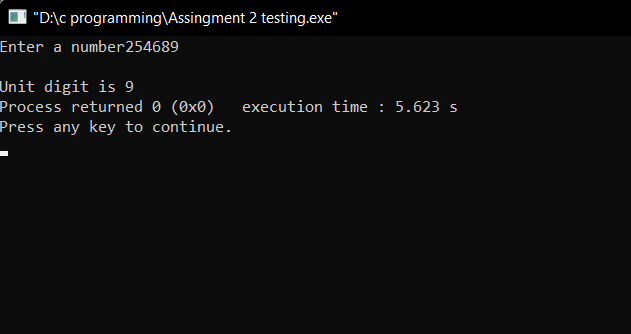 "D:\c programming\Assingment 2 testing.exe"
Enter a number254689
Unit digit is 9
Process returned 0 (0x0)   execution time : 5.623 s
Press any key to continue.